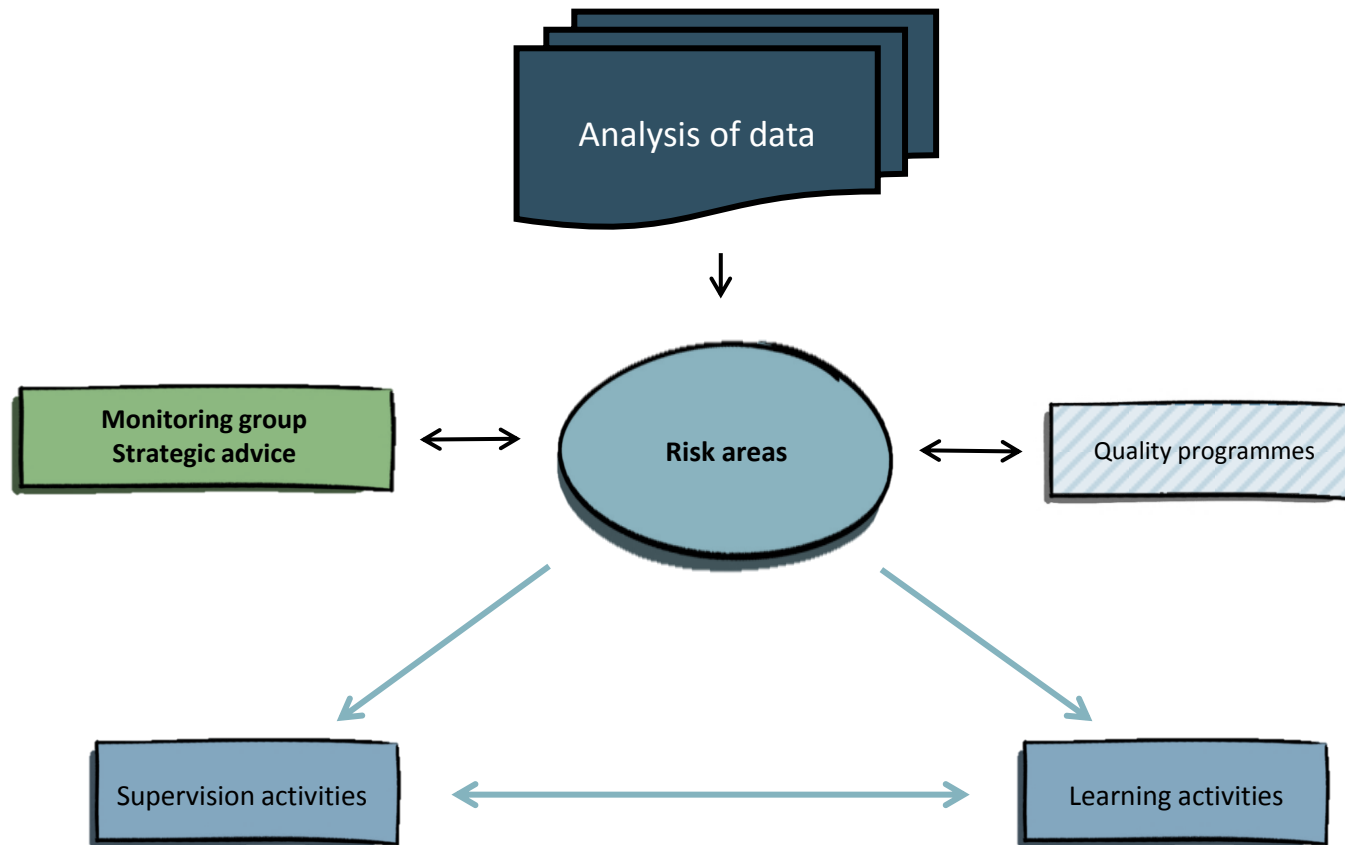 Analysis of data
Monitoring group
Strategic advice
Risk areas
Quality programmes
Supervision activities
Learning activities